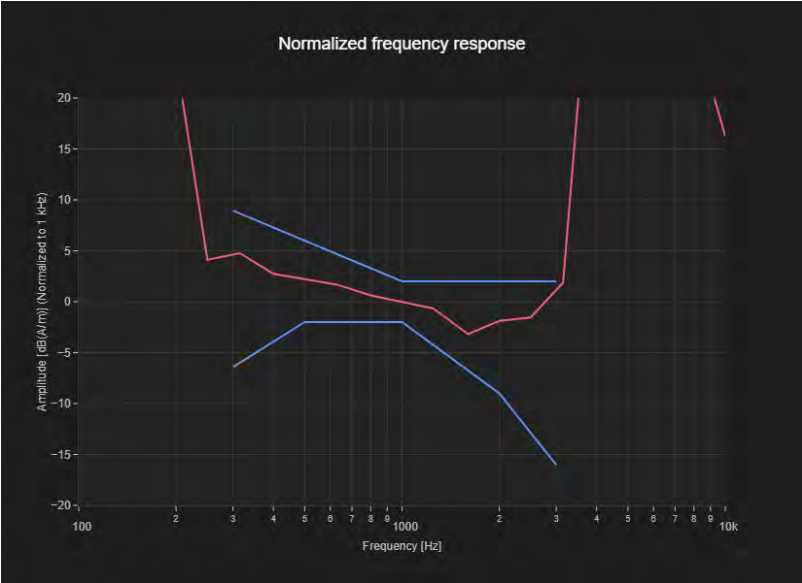 Normalized frequency response
Amplitude [dB(A/m)] (Normalized to 1 kHz)
20
15
10
5
0
−5
−10
−15
−20
100 2 3 4 5 6 7 8 9 1000 2 3 4 5 6 7 8 9 10k
Frequency [Hz]